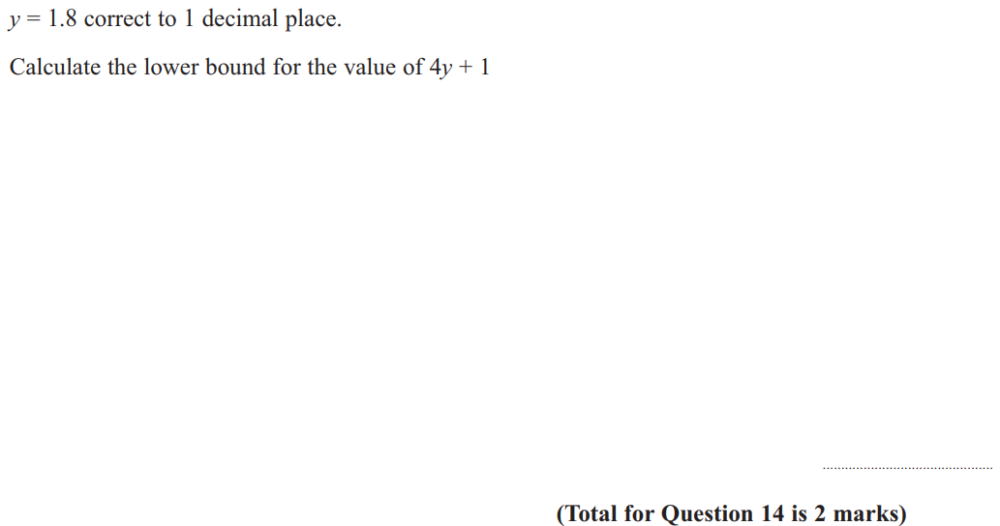 y = 1.8 correct to 1 decimal place.
Calculate the lower bound for the value of 4y + 1
(Total for Question 14 is 2 marks)